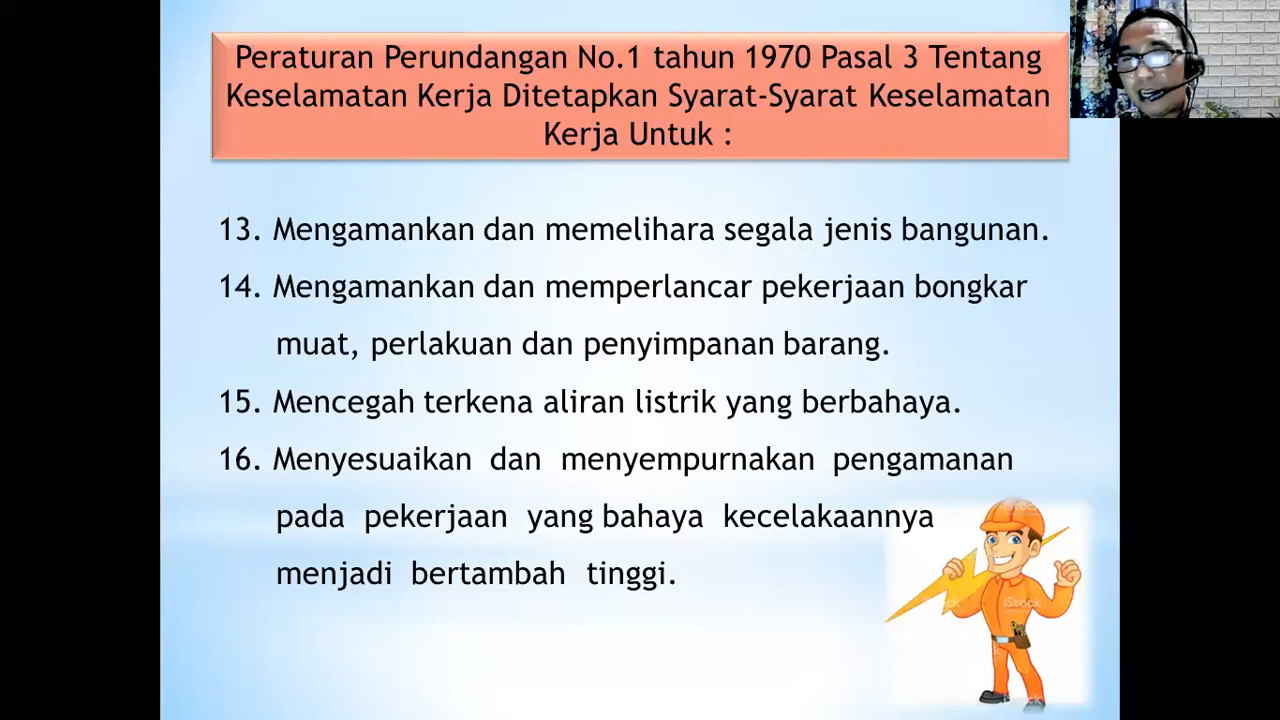 Peraturan Perundangan No.1 tahun 1970 Pasal 3 Tentang
Keselamatan Kerja Ditetapkan Syarat-Syarat Keselamatan
Kerja Untuk :
13. Mengamankan dan memelihara segala jenis bangunan.
14. Mengamankan dan memperlancar pekerjaan bongkar
muat, perlakuan dan penyimpanan barang.
15. Mencegah terkena aliran listrik yang berbahaya.
16. Menyesuaikan dan menyempurnakan pengamanan
pada pekerjaan yang bahaya kecelakaannya
menjadi bertambah tinggi.
iStock